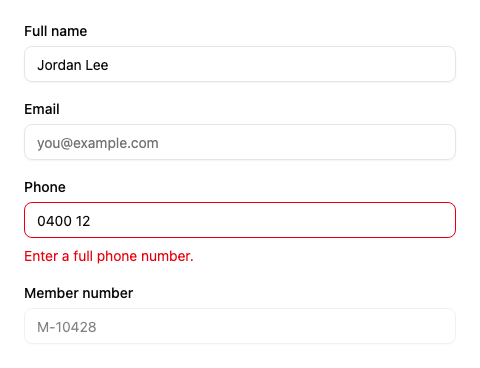 Full name
Jordan Lee
Email
you@example.com
Phone
0400 12
Enter a full phone number.
Member number
M-10428